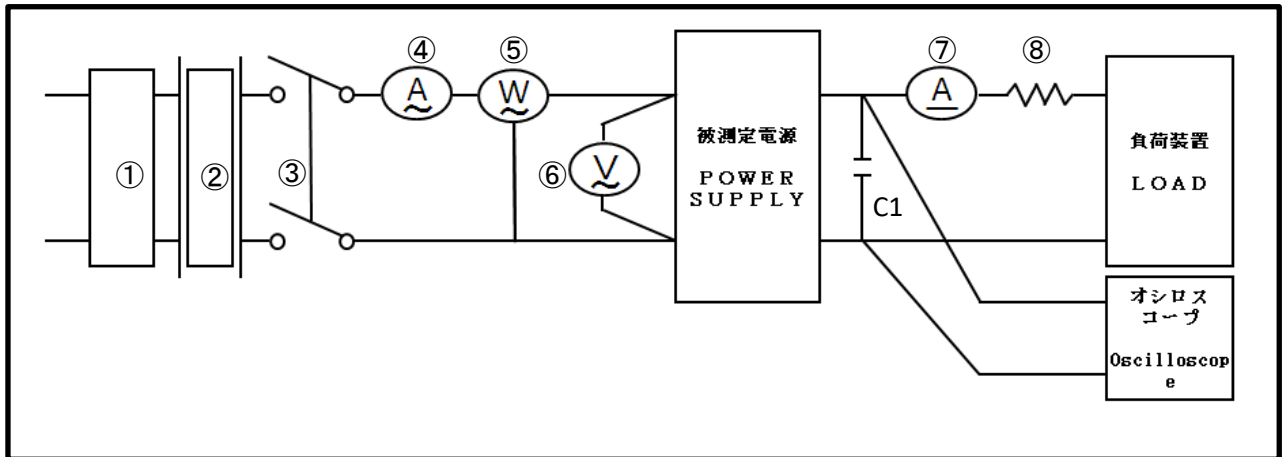 ①
②
③
④
A
~
⑤
W
~
⑥
V
~
被測定電源
POWER
SUPPLY
C1
⑦
A
⑧
負荷装置
LOAD
オシロス
コープ
Oscilloscop
e